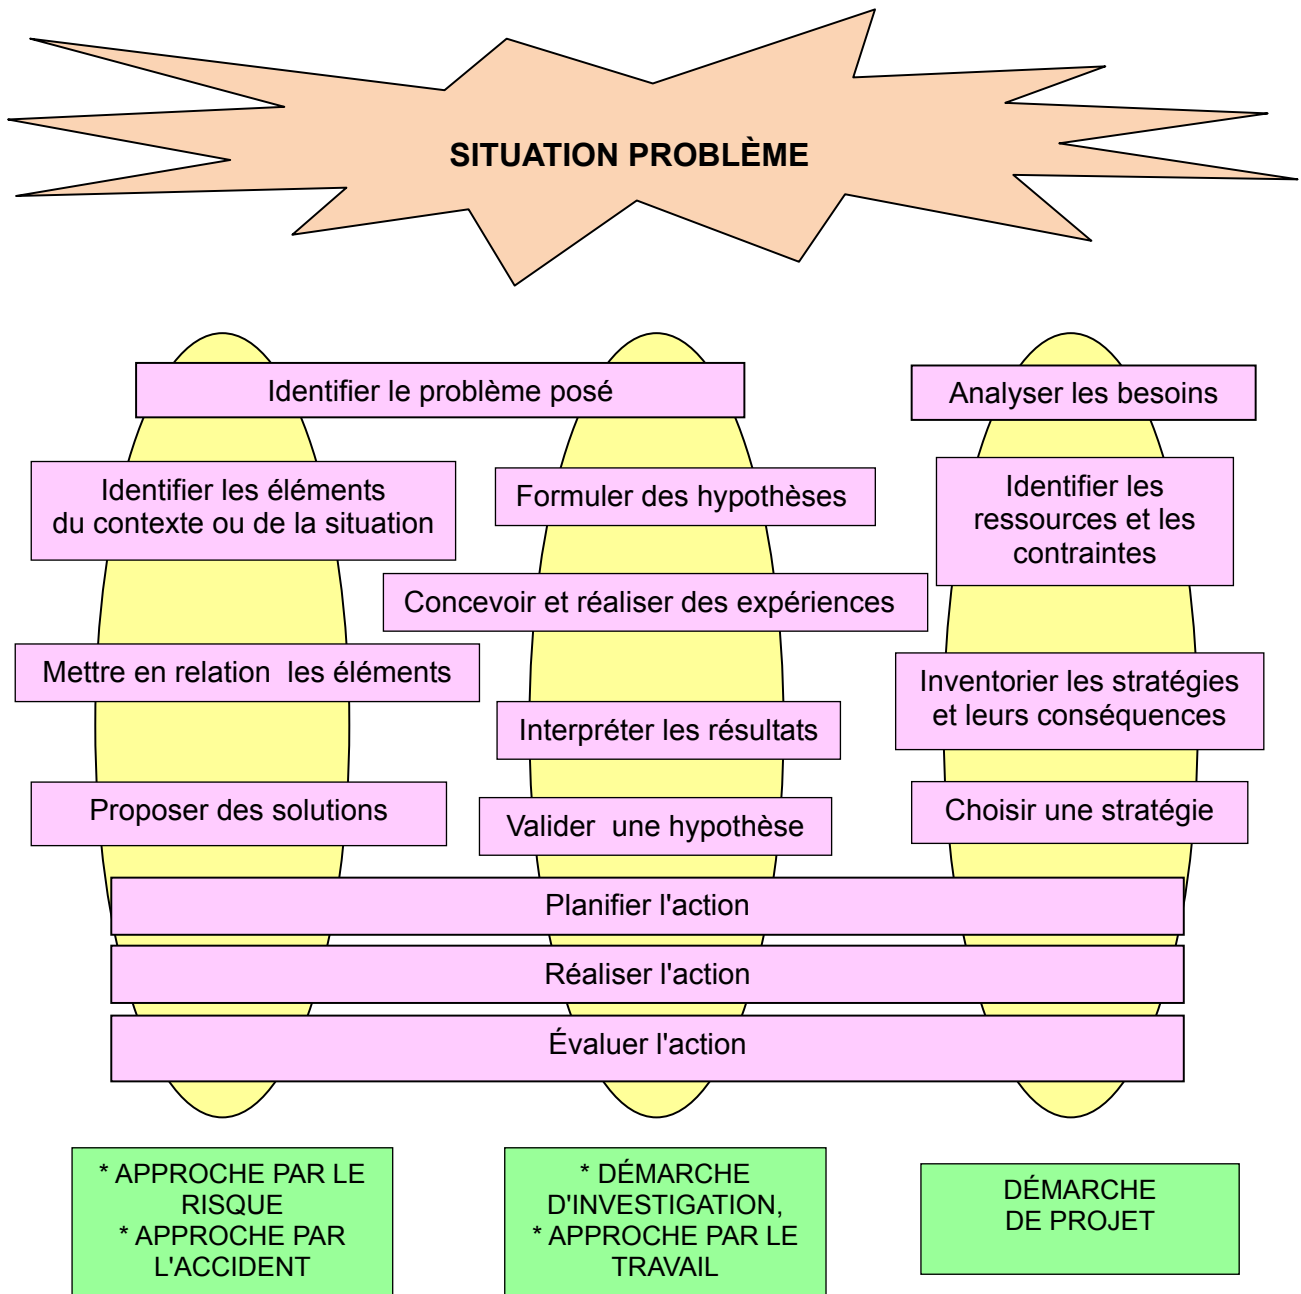 SITUATION PROBLÈME
Identifier le problème posé
Analyser les besoins
Identifier les éléments
du contexte ou de la situation
Formuler des hypothèses
Identifier les
ressources et les
contraintes
Concevoir et réaliser des expériences
Mettre en relation les éléments
Inventorier les stratégies
et leurs conséquences
Interpréter les résultats
Proposer des solutions
Choisir une stratégie
Valider une hypothèse
Planifier l'action
Réaliser l'action
Évaluer l'action
* APPROCHE PAR LE
RISQUE
* APPROCHE PAR
L'ACCIDENT
* DÉMARCHE
D'INVESTIGATION,
* APPROCHE PAR LE
TRAVAIL
DÉMARCHE
DE PROJET